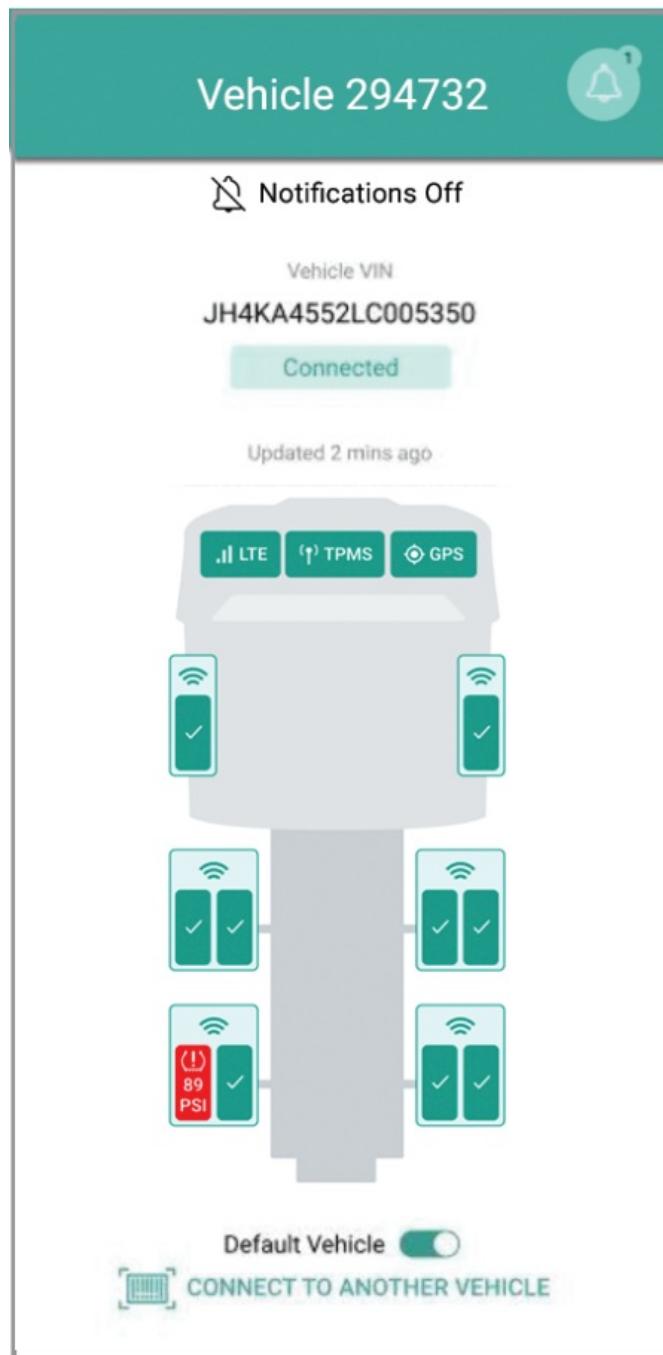 Vehicle 294732
1
Notifications Off
Vehicle VIN
JH4KA4552LC005350
Connected
Updated 2 mins ago
LTE TPMS GPS
(!)
89
PSI
Default Vehicle
CONNECT TO ANOTHER VEHICLE